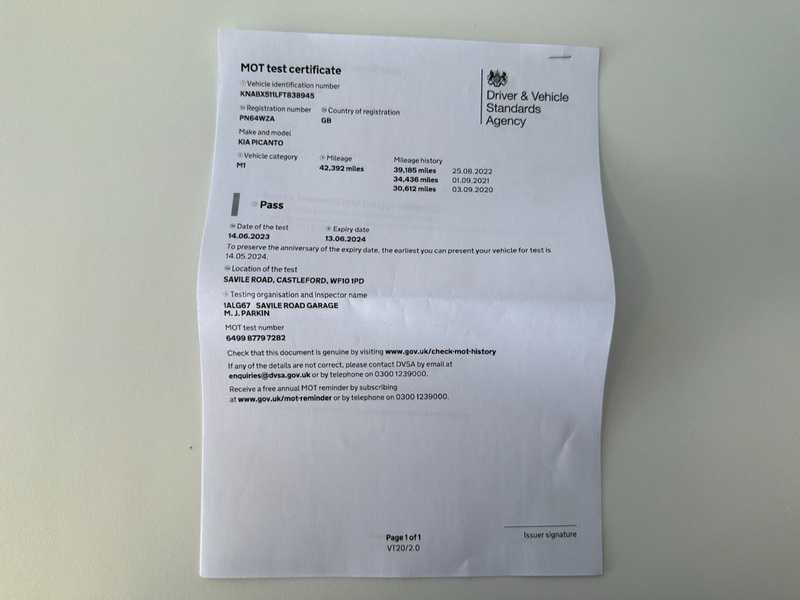 MOT test certificate
Vehicle identification number
KNABX511LFT838945
Registration number
Country of registration
PN64WZA
GB
Make and model
KIA PICANTO
Vehicle category
Mileage
Mileage history
M1
42,392 miles
39,185 miles 25.08.2022
34,436 miles 01.09.2021
30,612 miles 03.09.2020
Driver & Vehicle
Standards
Agency
Pass
Date of the test
Expiry date
14.06.2023
13.06.2024
To preserve the anniversary of the expiry date, the earliest you can present your vehicle for test is
14.05.2024.
Location of the test
SAVILE ROAD, CASTLEFORD, WF10 1PD
Testing organisation and inspector name
1ALG67 SAVILE ROAD GARAGE
M. J. PARKIN
MOT test number
6499 8779 7282
Check that this document is genuine by visiting www.gov.uk/check-mot-history
If any of the details are not correct, please contact DVSA by email at
enquiries@dvsa.gov.uk or by telephone on 0300 1239000.
Receive a free annual MOT reminder by subscribing
at www.gov.uk/mot-reminder or by telephone on 0300 1239000.
Issuer signature
Page 1 of 1
VT20/2.0